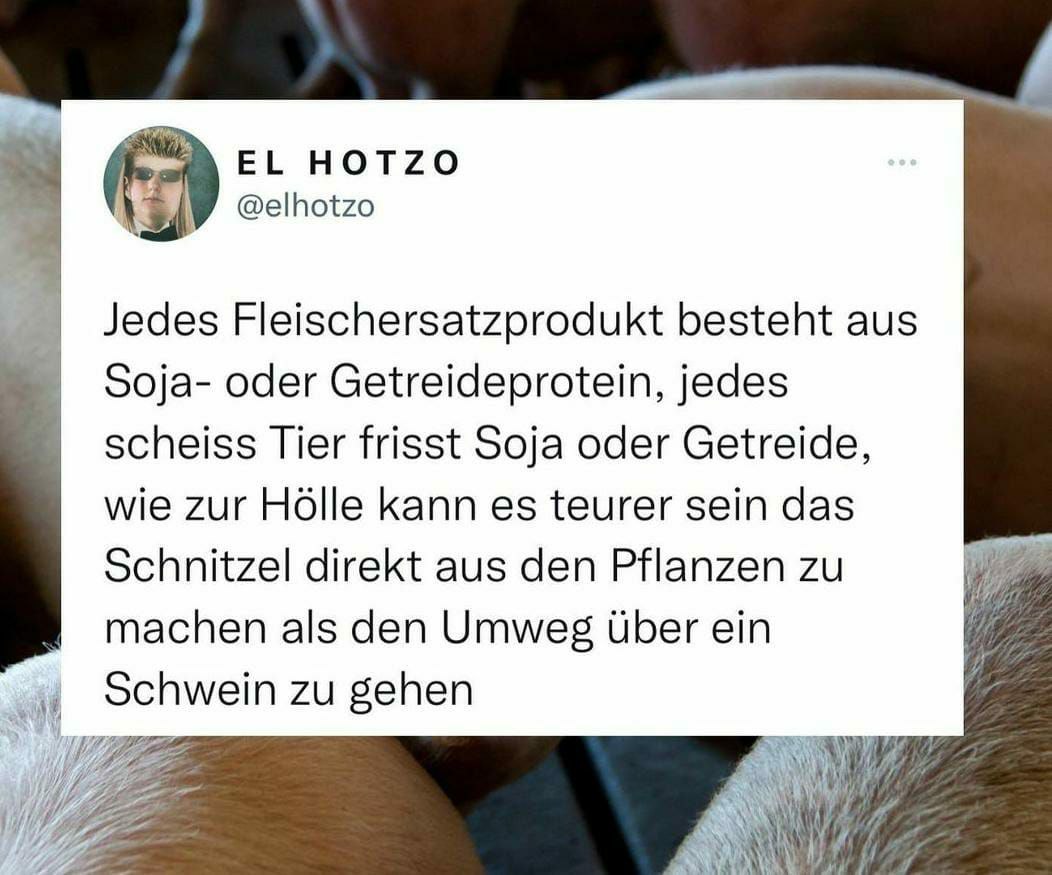 EL HOTZO
@elhotzo
Jedes Fleischersatzprodukt besteht aus
Soja- oder Getreideprotein, jedes
scheiss Tier frisst Soja oder Getreide,
wie zur Hölle kann es teurer sein das
Schnitzel direkt aus den Pflanzen zu
machen als den Umweg über ein
Schwein zu gehen